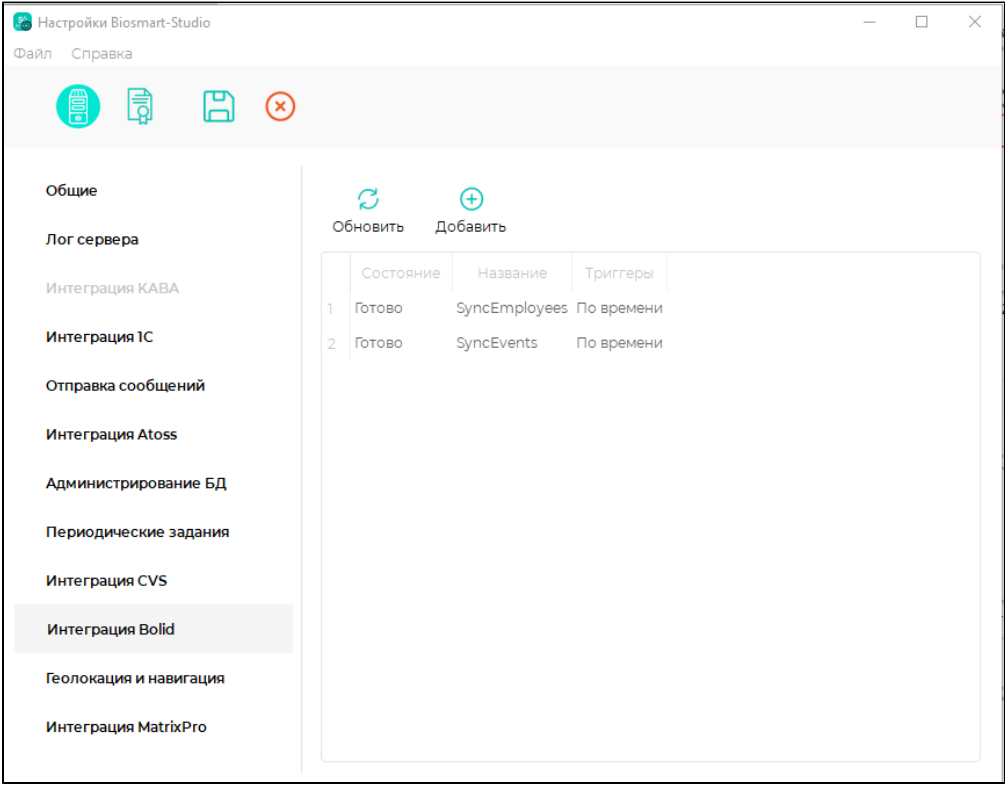 Настройки Biosmart-Studio
Файл Справка
Общие
Лог сервера
Интеграция KABA
Интеграция 1С
Отправка сообщений
Интеграция Atoss
Администрирование БД
Периодические задания
Интеграция CVS
Интеграция Bolid
Геолокация и навигация
Интеграция MatrixPro
Обновить Добавить
Состояние Название Триггеры
1 Готово SyncEmployees По времени
2 Готово SyncEvents По времени